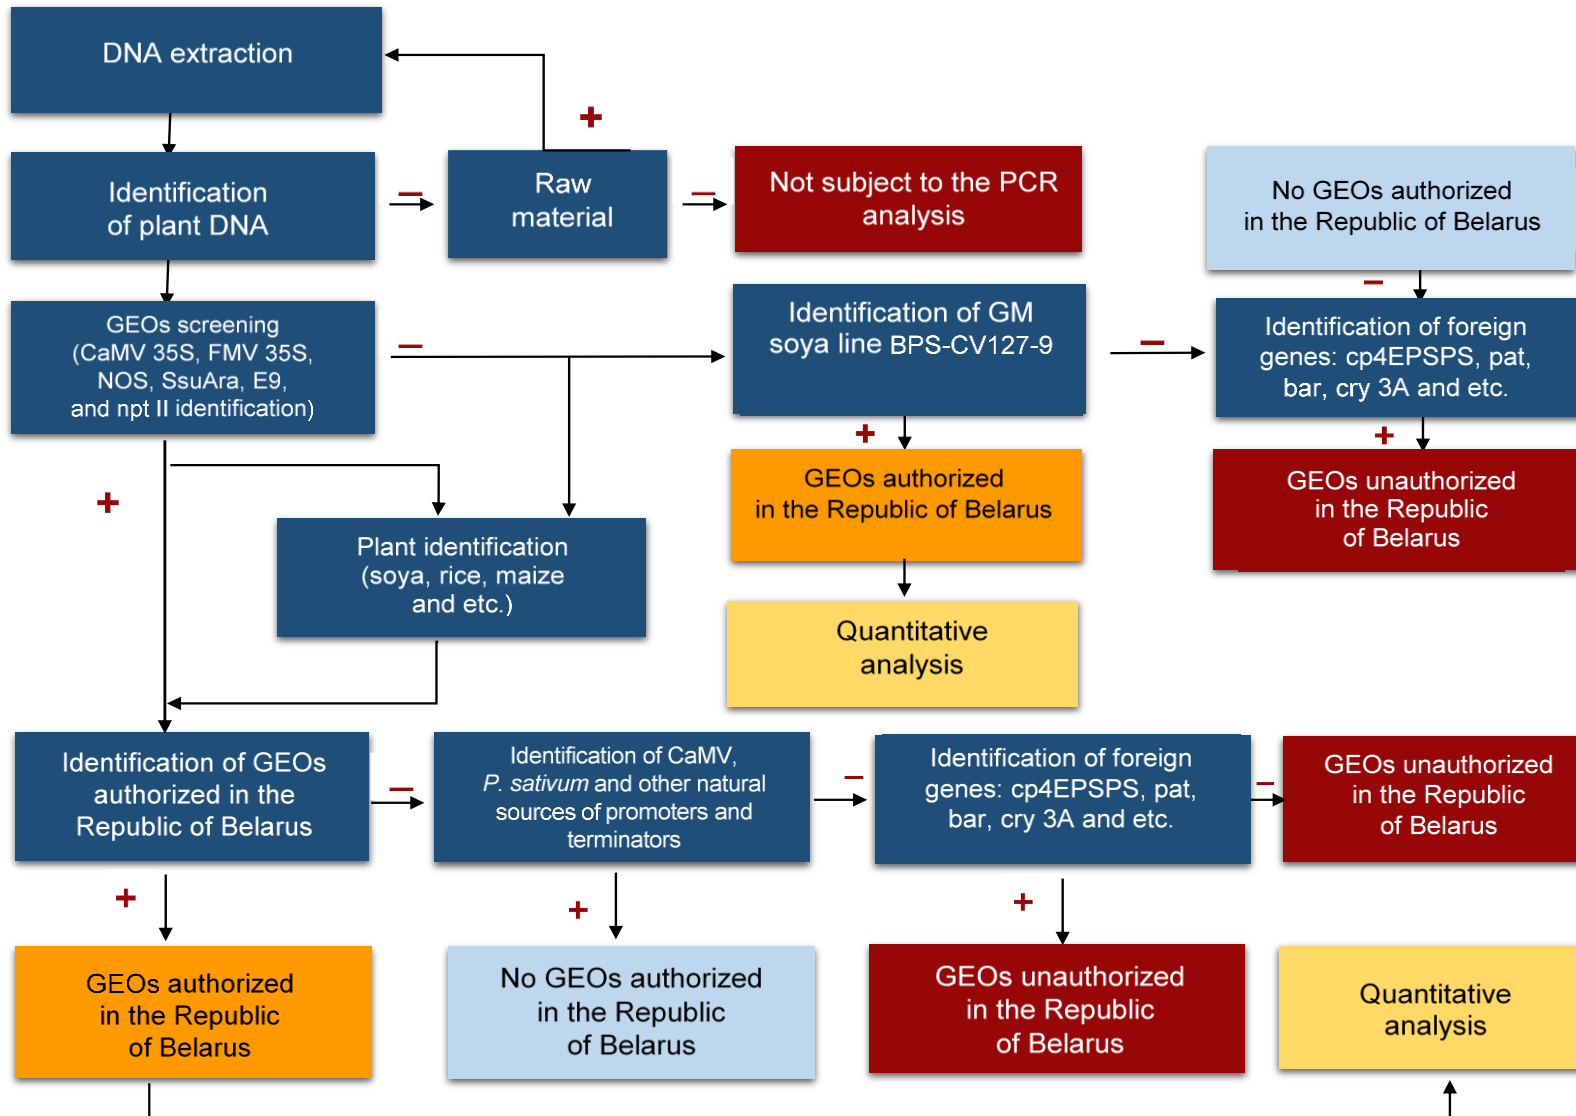 DNA extraction
+
Identification
of plant DNA
–
Raw
material
–
Not subject to the PCR
analysis
No GEOs authorized
in the Republic of Belarus
–
GEOs screening
(CaMV 35S, FMV 35S,
NOS, SsuAra, E9,
and npt II identification)
–
Identification of GM
soya line BPS-CV127-9
–
Identification of foreign
genes: cp4EPSPS, pat,
bar, cry 3A and etc.
+
+
GEOs authorized
in the Republic of Belarus
GEOs unauthorized
in the Republic
of Belarus
+
Plant identification
(soya, rice, maize
and etc.)
Quantitative
analysis
Identification of GEOs
authorized in the
Republic of Belarus
–
Identification of CaMV,
P. sativum and other natural
sources of promoters and
terminators
–
Identification of foreign
genes: cp4EPSPS, pat,
bar, cry 3A and etc.
–
GEOs unauthorized
in the Republic
of Belarus
+
+
+
GEOs authorized
in the Republic
of Belarus
No GEOs authorized
in the Republic
of Belarus
GEOs unauthorized
in the Republic
of Belarus
Quantitative
analysis